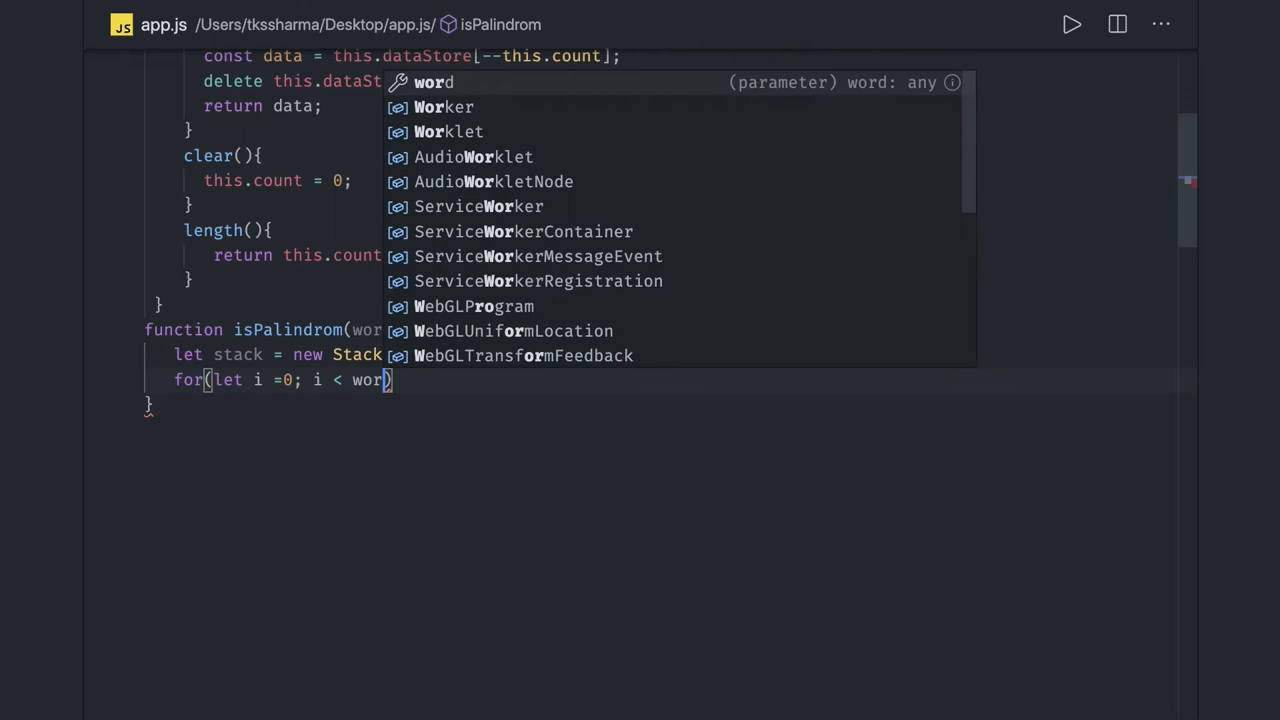 JS app.js /Users/tkssharma/Desktop/app.js/ isPalindrom
const data = this.dataStore[--this.count];
delete this.dataSt
return data;
}
clear(){
this.count = 0;
}
length(){
return this.count
}
}
function isPalindrom(wor
let stack = new Stack
for(let i =0; i < wor)
}
word (parameter) word: any
Worker
Worklet
AudioWorklet
AudioWorkletNode
ServiceWorker
ServiceWorkerContainer
ServiceWorkerMessageEvent
ServiceWorkerRegistration
WebGLProgram
WebGLUniformLocation
WebGLTransformFeedback